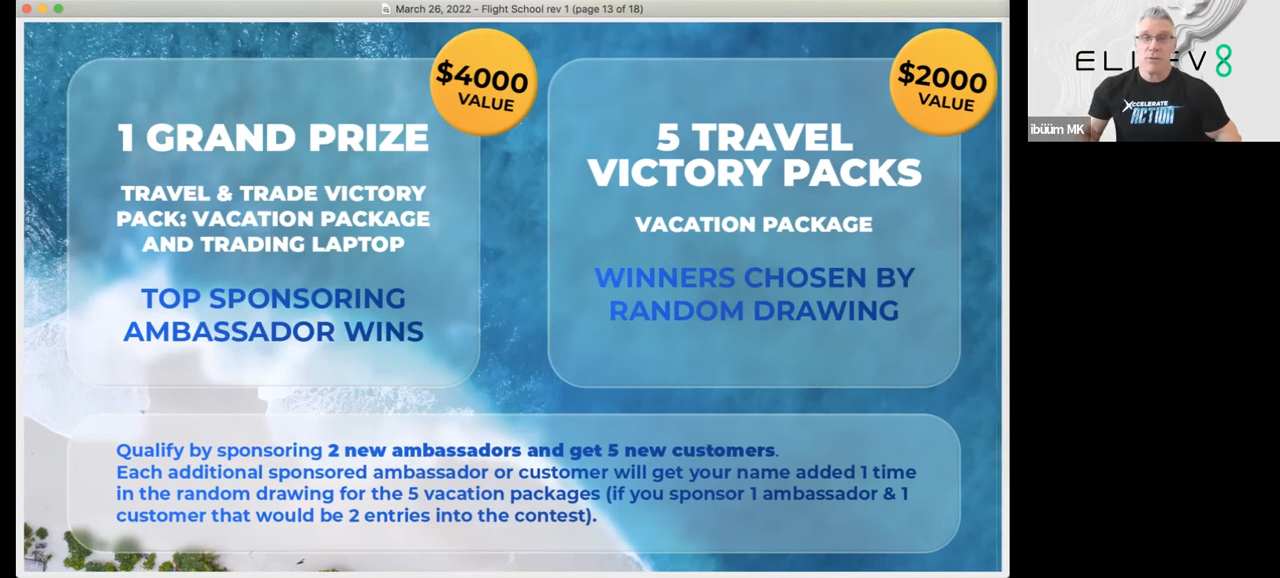 March 26, 2022 - Flight School rev 1 (page 13 of 18)
$4000
VALUE
1 GRAND PRIZE
TRAVEL & TRADE VICTORY
PACK: VACATION PACKAGE
AND TRADING LAPTOP
TOP SPONSORING
AMBASSADOR WINS
$2000
VALUE
5 TRAVEL
VICTORY PACKS
VACATION PACKAGE
WINNERS CHOSEN BY
RANDOM DRAWING
Qualify by sponsoring 2 new ambassadors and get 5 new customers.
Each additional sponsored ambassador or customer will get your name added 1 time
in the random drawing for the 5 vacation packages (if you sponsor 1 ambassador & 1
customer that would be 2 entries into the contest).
XCCELERATE
ACTION
ibüüm MK